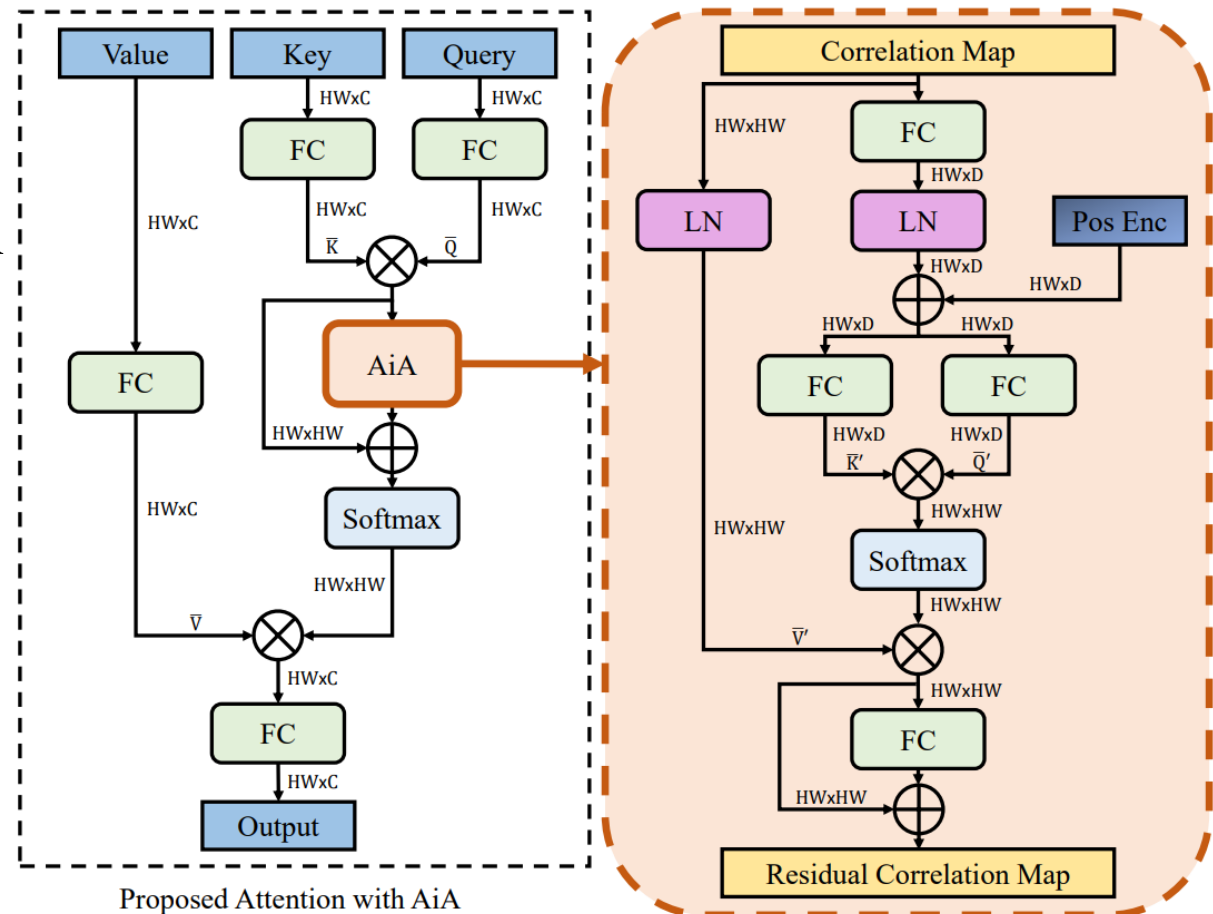 Value
Key
Query
HWxC
HWxC
FC
FC
HWxC
HWxC
HWxC
K̅
Q̅
AiA
FC
HWxHW
Softmax
HWxC
HWxHW
V̅
HWxC
FC
HWxC
Output
Proposed Attention with AiA
Correlation Map
HWxHW
FC
HWxD
LN
LN
Pos Enc
HWxD
HWxD
HWxD
HWxD
FC
FC
HWxD
HWxD
K̅′
Q̅′
HWxHW
HWxHW
Softmax
HWxHW
V̅′
HWxHW
FC
HWxHW
Residual Correlation Map